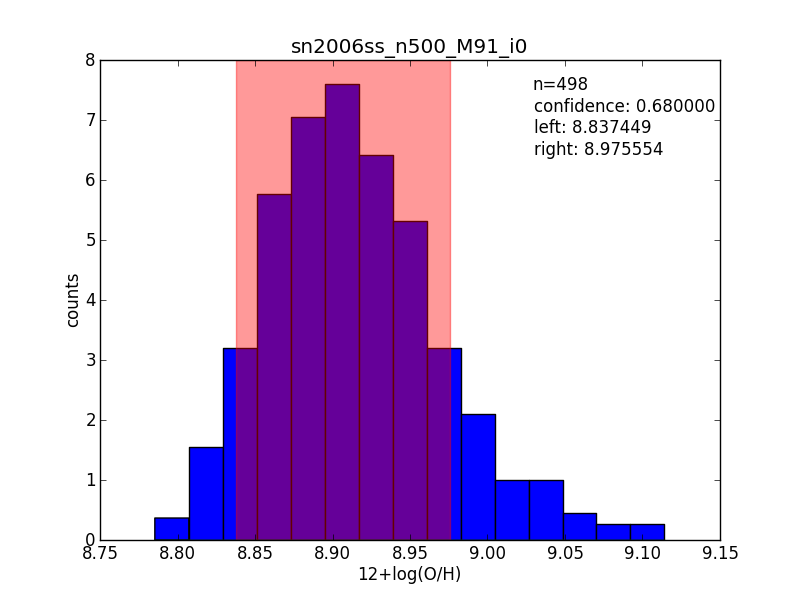 sn2006ss_n500_M91_i0
n=498
confidence: 0.680000
left: 8.837449
right: 8.975554
8
7
6
5
4
3
2
1
0
counts
8.75 8.80 8.85 8.90 8.95 9.00 9.05 9.10 9.15
12+log(O/H)